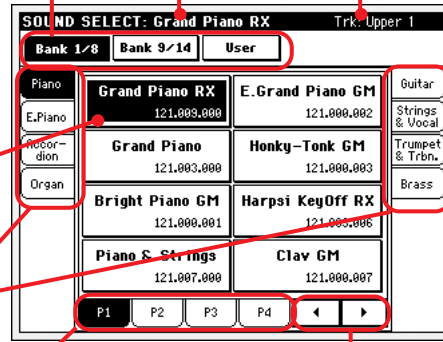 SOUND SELECT: Grand Piano RX Trk: Upper 1
Bank 1/8 Bank 9/14 User
Piano
E.Piano
Accor-
dion
Organ
Grand Piano RX
121.009.000
E.Grand Piano GM
121.000.002
Grand Piano
121.003.000
Honky-Tonk GM
121.000.003
Bright Piano GM
121.000.001
Harpsi KeyOff RX
121.003.006
Piano & Strings
121.007.000
Clav GM
121.000.007
Guitar
Strings
& Vocal
Trumpet
& Trbn.
Brass
P1 P2 P3 P4